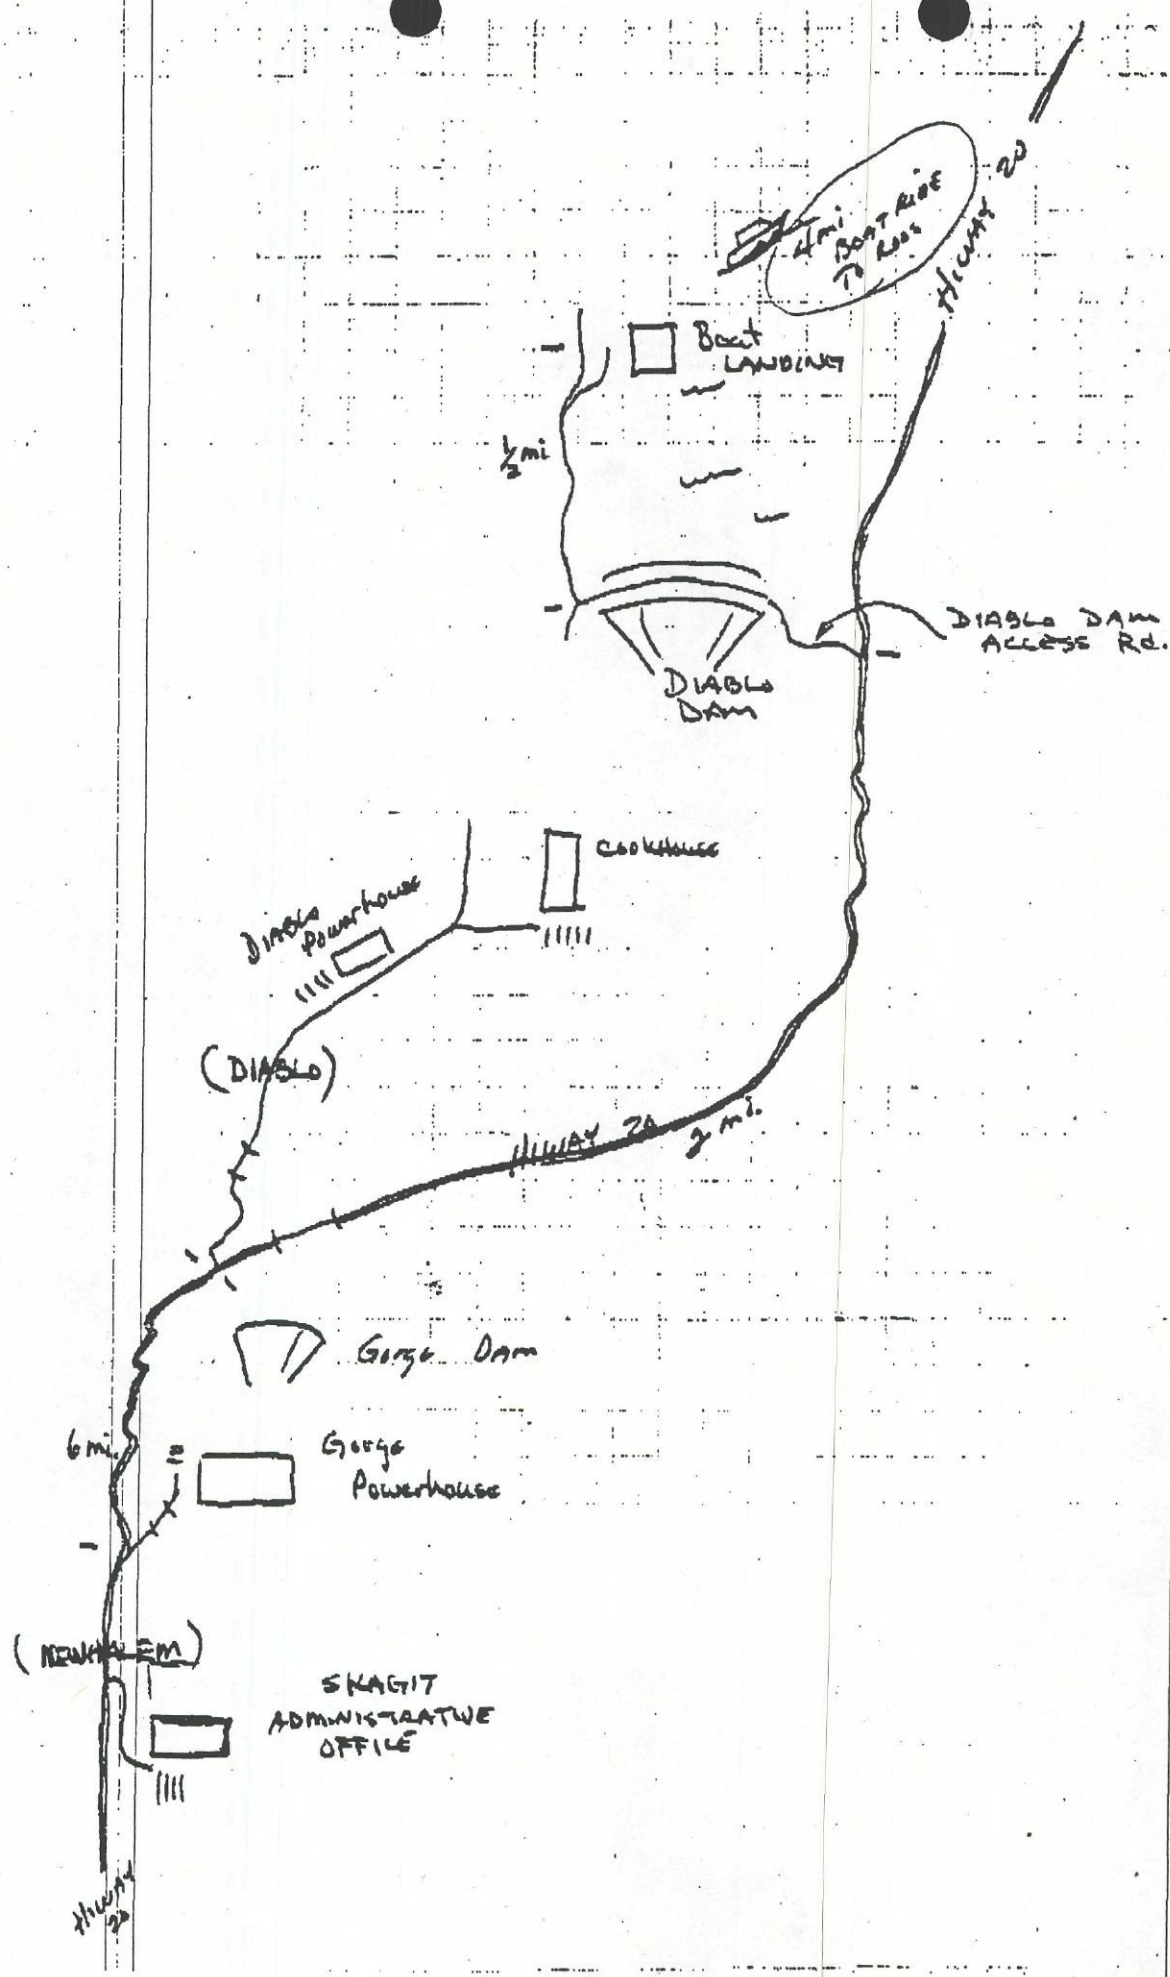 HIWAY 20
4 mi
BOAT RIDE
TO ROSS
Boat
LANDING
1/2 mi
DIABLO DAM
ACCESS Rd.
DIABLO
DAM
COOKHOUSE
DIABLO
Powerhouse
(DIABLO)
HIWAY 20
2 mi.
Gorge Dam
6 mi.
Gorge
Powerhouse
(NEWHALEM)
SKAGIT
ADMINISTRATIVE
OFFICE
HIWAY
20